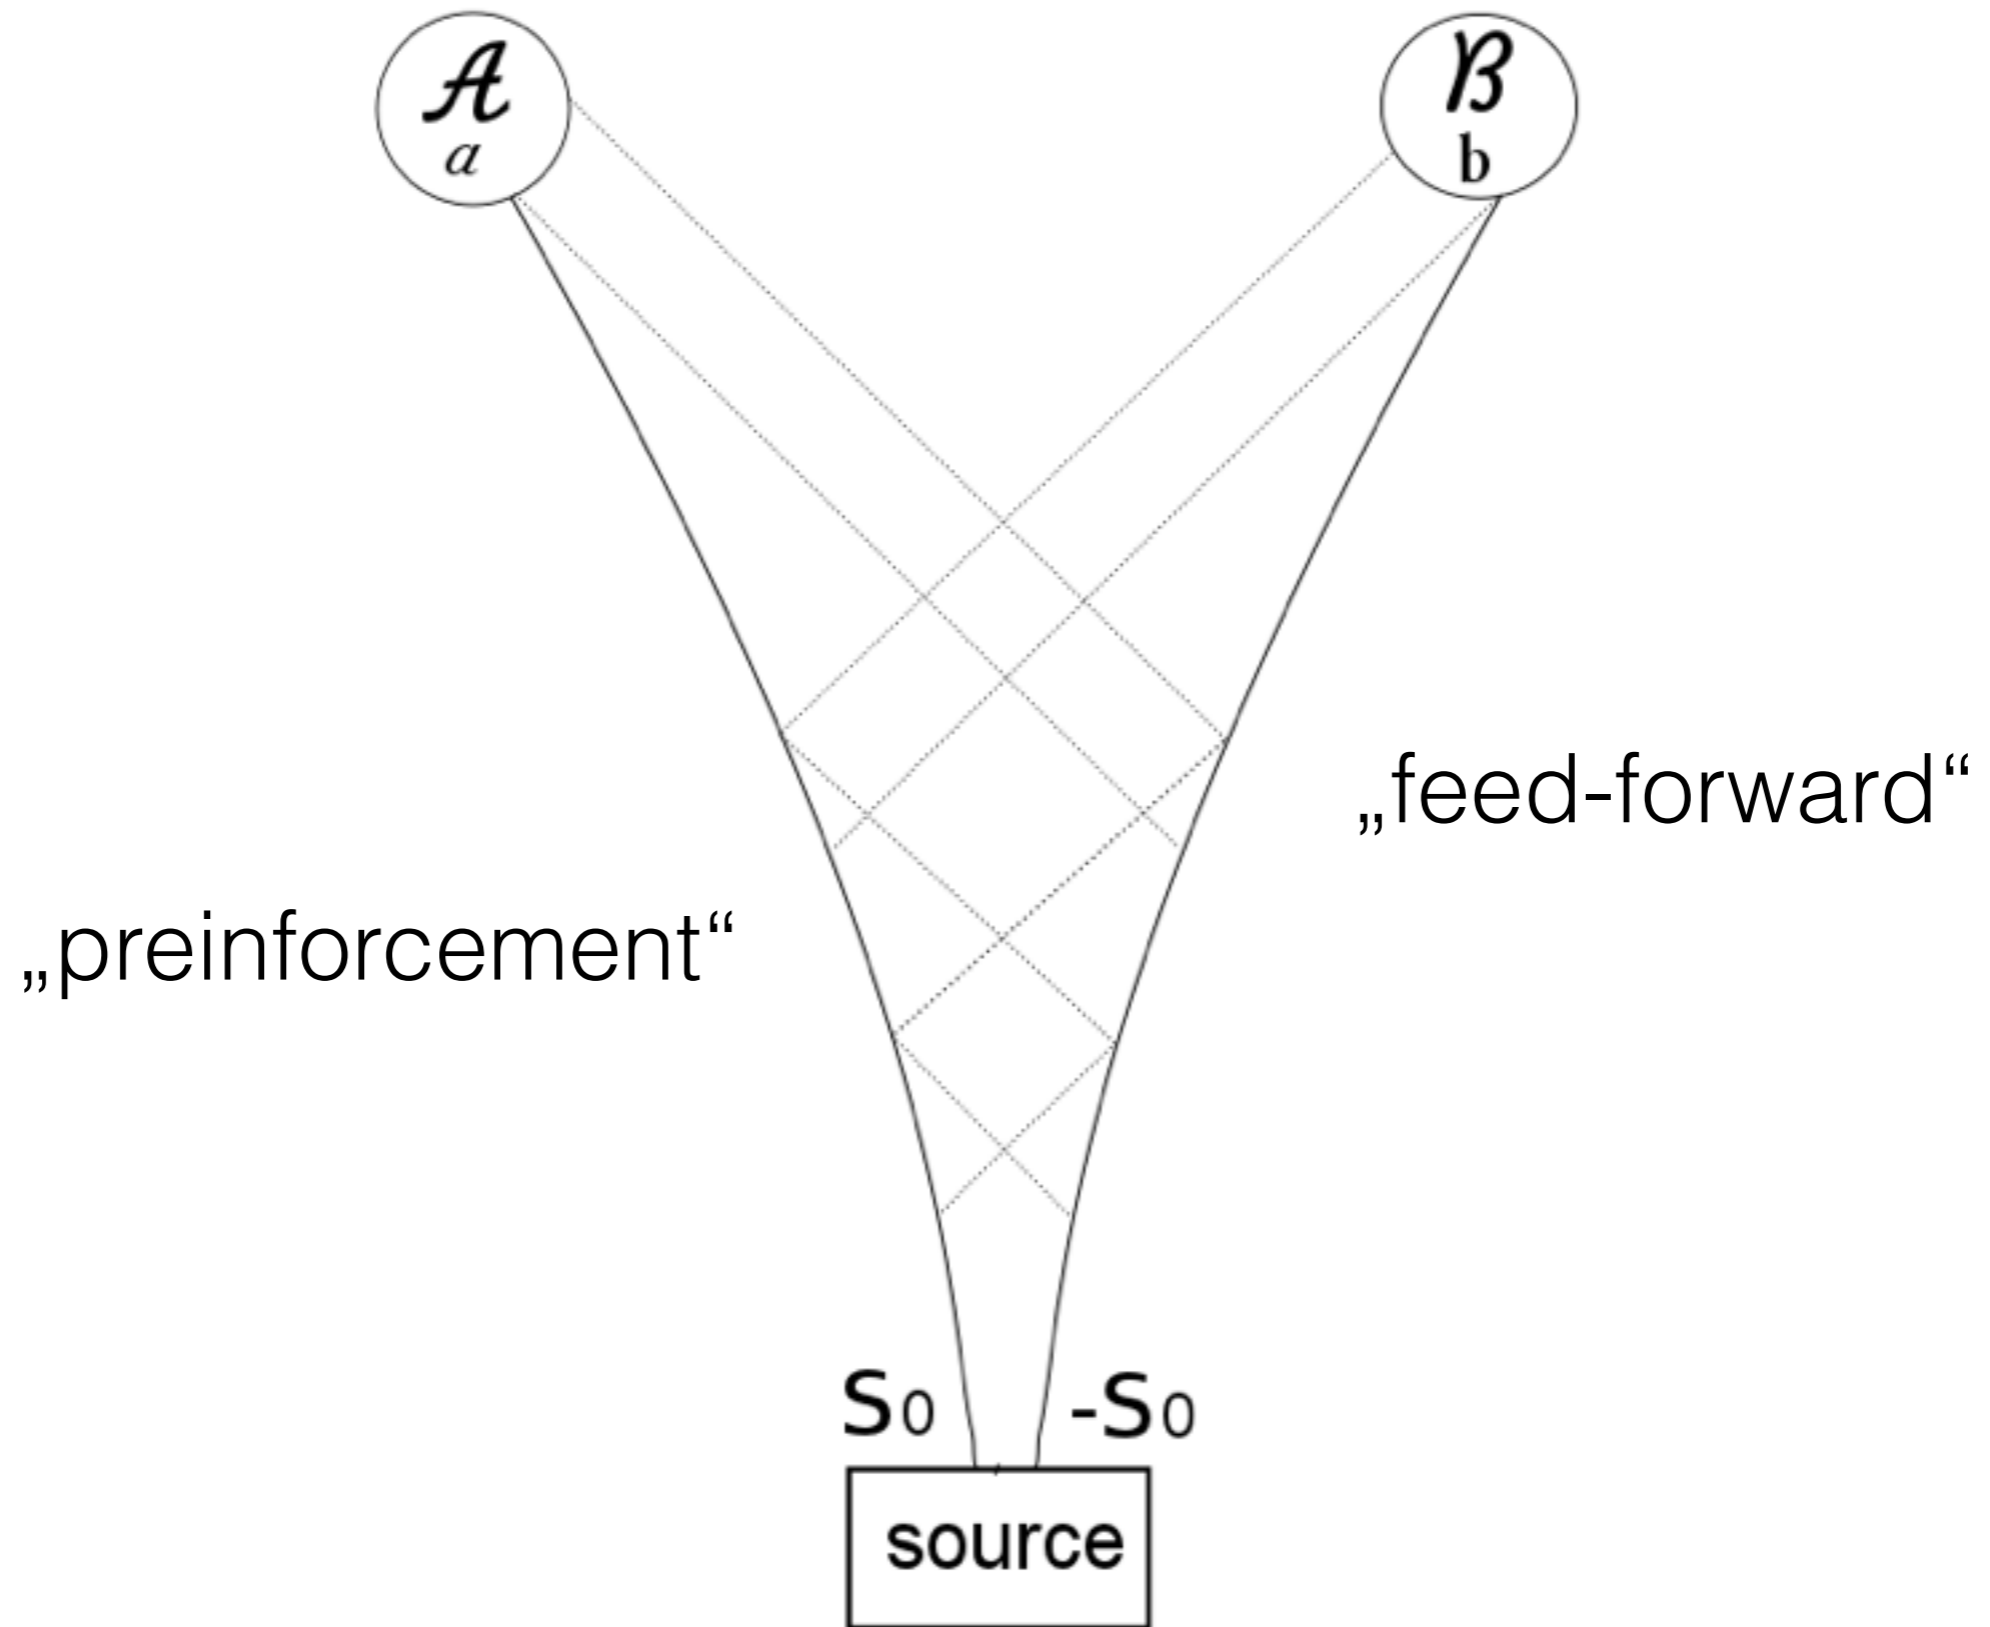 𝒜
a
ℬ
b
„feed-forward“
„preinforcement“
S0
-S0
source